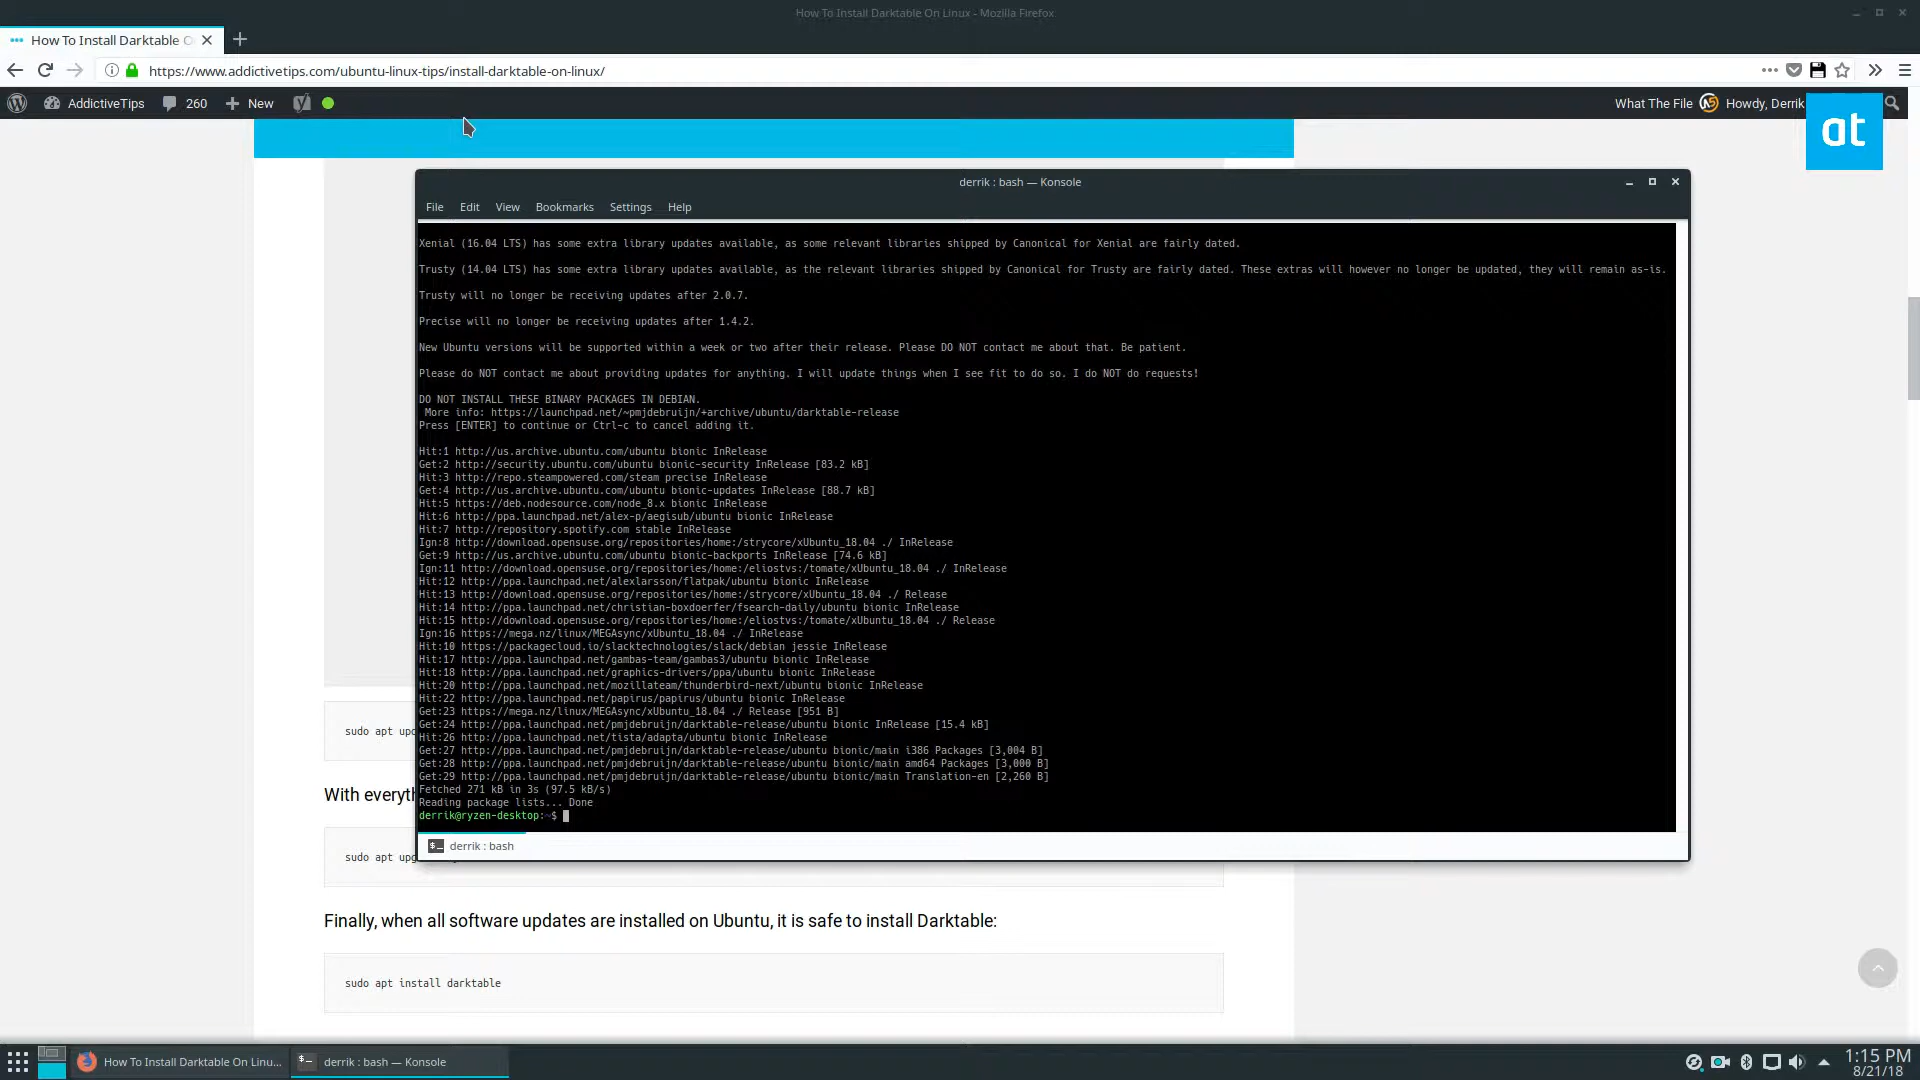 How To Install Darktable On Linux - Mozilla Firefox
How To Install Darktable O
https://www.addictivetips.com/ubuntu-linux-tips/install-darktable-on-linux/
AddictiveTips 260 New
What The File Howdy, Derrik
at
derrik : bash — Konsole
File Edit View Bookmarks Settings Help
Xenial (16.04 LTS) has some extra library updates available, as some relevant libraries shipped by Canonical for Xenial are fairly dated.
Trusty (14.04 LTS) has some extra library updates available, as the relevant libraries shipped by Canonical for Trusty are fairly dated. These extras will however no longer be updated, they will remain as-is.
Trusty will no longer be receiving updates after 2.0.7.
Precise will no longer be receiving updates after 1.4.2.
New Ubuntu versions will be supported within a week or two after their release. Please DO NOT contact me about that. Be patient.
Please do NOT contact me about providing updates for anything. I will update things when I see fit to do so. I do NOT do requests!
DO NOT INSTALL THESE BINARY PACKAGES IN DEBIAN.
More info: https://launchpad.net/~pmjdebruijn/+archive/ubuntu/darktable-release
Press [ENTER] to continue or Ctrl-c to cancel adding it.
Hit:1 http://us.archive.ubuntu.com/ubuntu bionic InRelease
Get:2 http://security.ubuntu.com/ubuntu bionic-security InRelease [83.2 kB]
Hit:3 http://repo.steampowered.com/steam precise InRelease
Get:4 http://us.archive.ubuntu.com/ubuntu bionic-updates InRelease [88.7 kB]
Hit:5 https://deb.nodesource.com/node_8.x bionic InRelease
Hit:6 http://ppa.launchpad.net/alex-p/aegisub/ubuntu bionic InRelease
Hit:7 http://repository.spotify.com stable InRelease
Ign:8 http://download.opensuse.org/repositories/home:/strycore/xUbuntu_18.04 ./ InRelease
Get:9 http://us.archive.ubuntu.com/ubuntu bionic-backports InRelease [74.6 kB]
Ign:11 http://download.opensuse.org/repositories/home:/eliostvs:/tomate/xUbuntu_18.04 ./ InRelease
Hit:12 http://ppa.launchpad.net/alexlarsson/flatpak/ubuntu bionic InRelease
Hit:13 http://download.opensuse.org/repositories/home:/strycore/xUbuntu_18.04 ./ Release
Hit:14 http://ppa.launchpad.net/christian-boxdoerfer/fsearch-daily/ubuntu bionic InRelease
Hit:15 http://download.opensuse.org/repositories/home:/eliostvs:/tomate/xUbuntu_18.04 ./ Release
Ign:16 https://mega.nz/linux/MEGAsync/xUbuntu_18.04 ./ InRelease
Hit:10 https://packagecloud.io/slacktechnologies/slack/debian jessie InRelease
Hit:17 http://ppa.launchpad.net/gambas-team/gambas3/ubuntu bionic InRelease
Hit:18 http://ppa.launchpad.net/graphics-drivers/ppa/ubuntu bionic InRelease
Hit:20 http://ppa.launchpad.net/mozillateam/thunderbird-next/ubuntu bionic InRelease
Hit:22 http://ppa.launchpad.net/papirus/papirus/ubuntu bionic InRelease
Get:23 https://mega.nz/linux/MEGAsync/xUbuntu_18.04 ./ Release [951 B]
Get:24 http://ppa.launchpad.net/pmjdebruijn/darktable-release/ubuntu bionic InRelease [15.4 kB]
Hit:26 http://ppa.launchpad.net/tista/adapta/ubuntu bionic InRelease
Get:27 http://ppa.launchpad.net/pmjdebruijn/darktable-release/ubuntu bionic/main i386 Packages [3,004 B]
Get:28 http://ppa.launchpad.net/pmjdebruijn/darktable-release/ubuntu bionic/main amd64 Packages [3,000 B]
Get:29 http://ppa.launchpad.net/pmjdebruijn/darktable-release/ubuntu bionic/main Translation-en [2,260 B]
Fetched 271 kB in 3s (97.5 kB/s)
Reading package lists... Done
derrik@ryzen-desktop:~$
derrik : bash
sudo apt upd
With everyth
sudo apt upg
Finally, when all software updates are installed on Ubuntu, it is safe to install Darktable:
sudo apt install darktable
How To Install Darktable On Linu...
derrik : bash — Konsole
1:15 PM
8/21/18